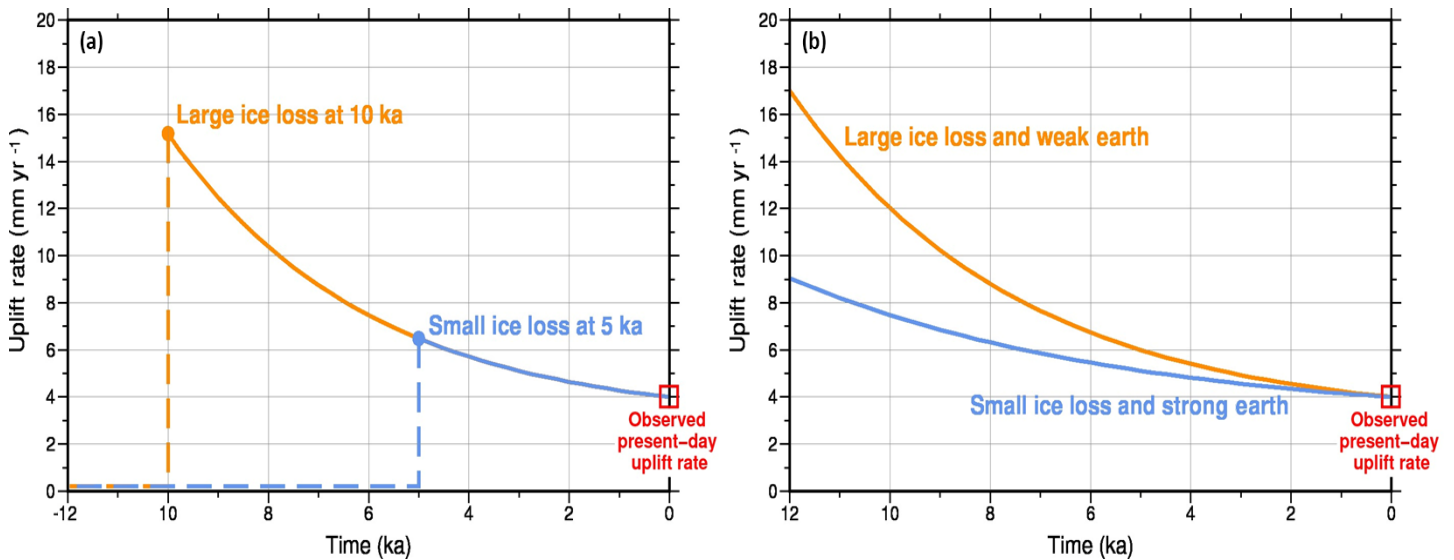 (a)
Uplift rate (mm yr ⁻¹)
20
18
16
14
12
10
8
6
4
2
0
Large ice loss at 10 ka
Small ice loss at 5 ka
Observed
present–day
uplift rate
-12
10
8
6
4
2
0
Time (ka)
(b)
Uplift rate (mm yr ⁻¹)
20
18
16
14
12
10
8
6
4
2
0
Large ice loss and weak earth
Small ice loss and strong earth
Observed
present–day
uplift rate
12
10
8
6
4
2
0
Time (ka)